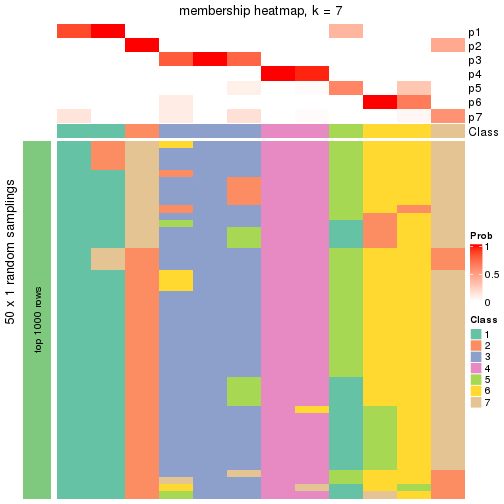 membership heatmap, k = 7
p1
p2
p3
p4
p5
p6
p7
Class
50 x 1 random samplings
top 1000 rows
Prob
1
0.5
0
Class
1
2
3
4
5
6
7